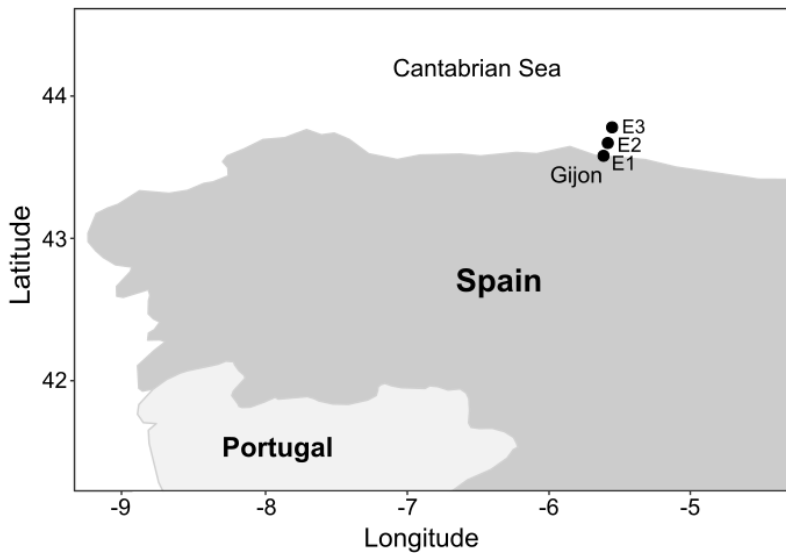 Cantabrian Sea
44
E3
E2
E1
Gijon
43
Latitude
Spain
42
Portugal
-9 -8 -7 -6 -5
Longitude